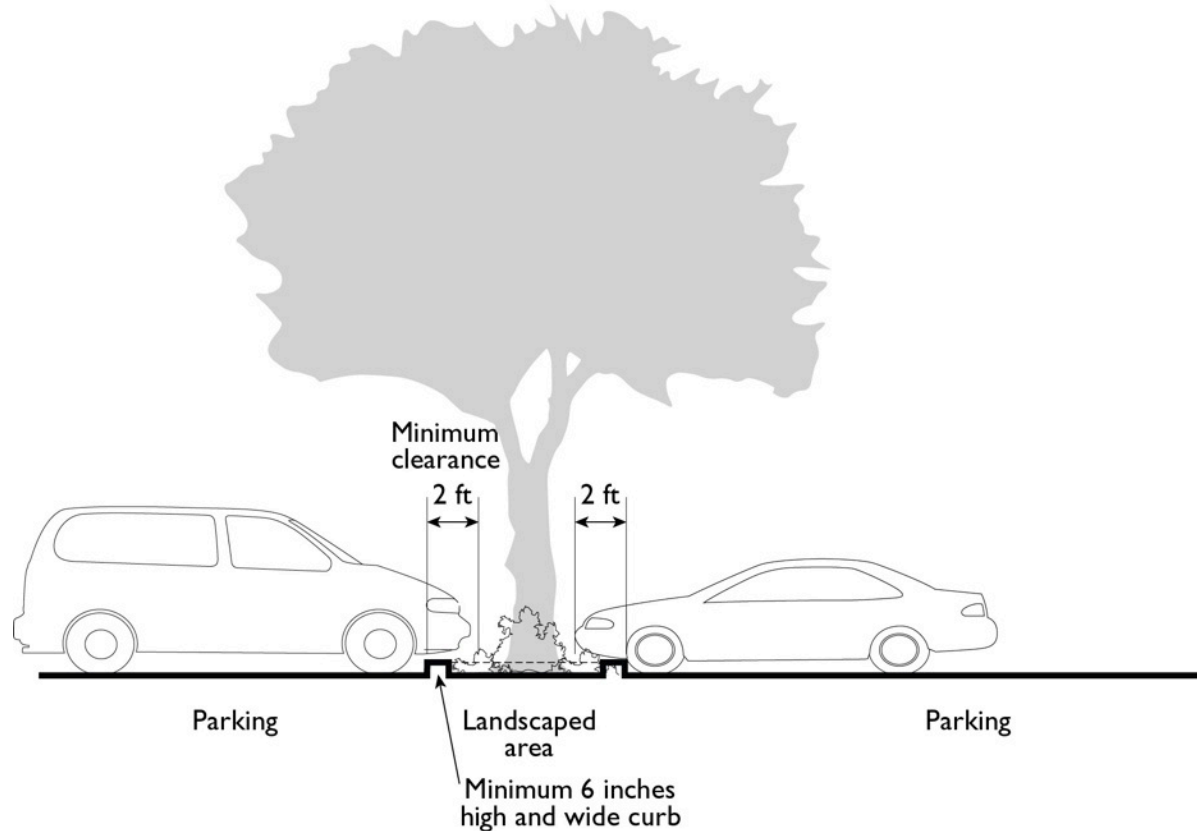 Minimum
clearance
2 ft
2 ft
Parking
Landscaped
area
Parking
Minimum 6 inches
high and wide curb